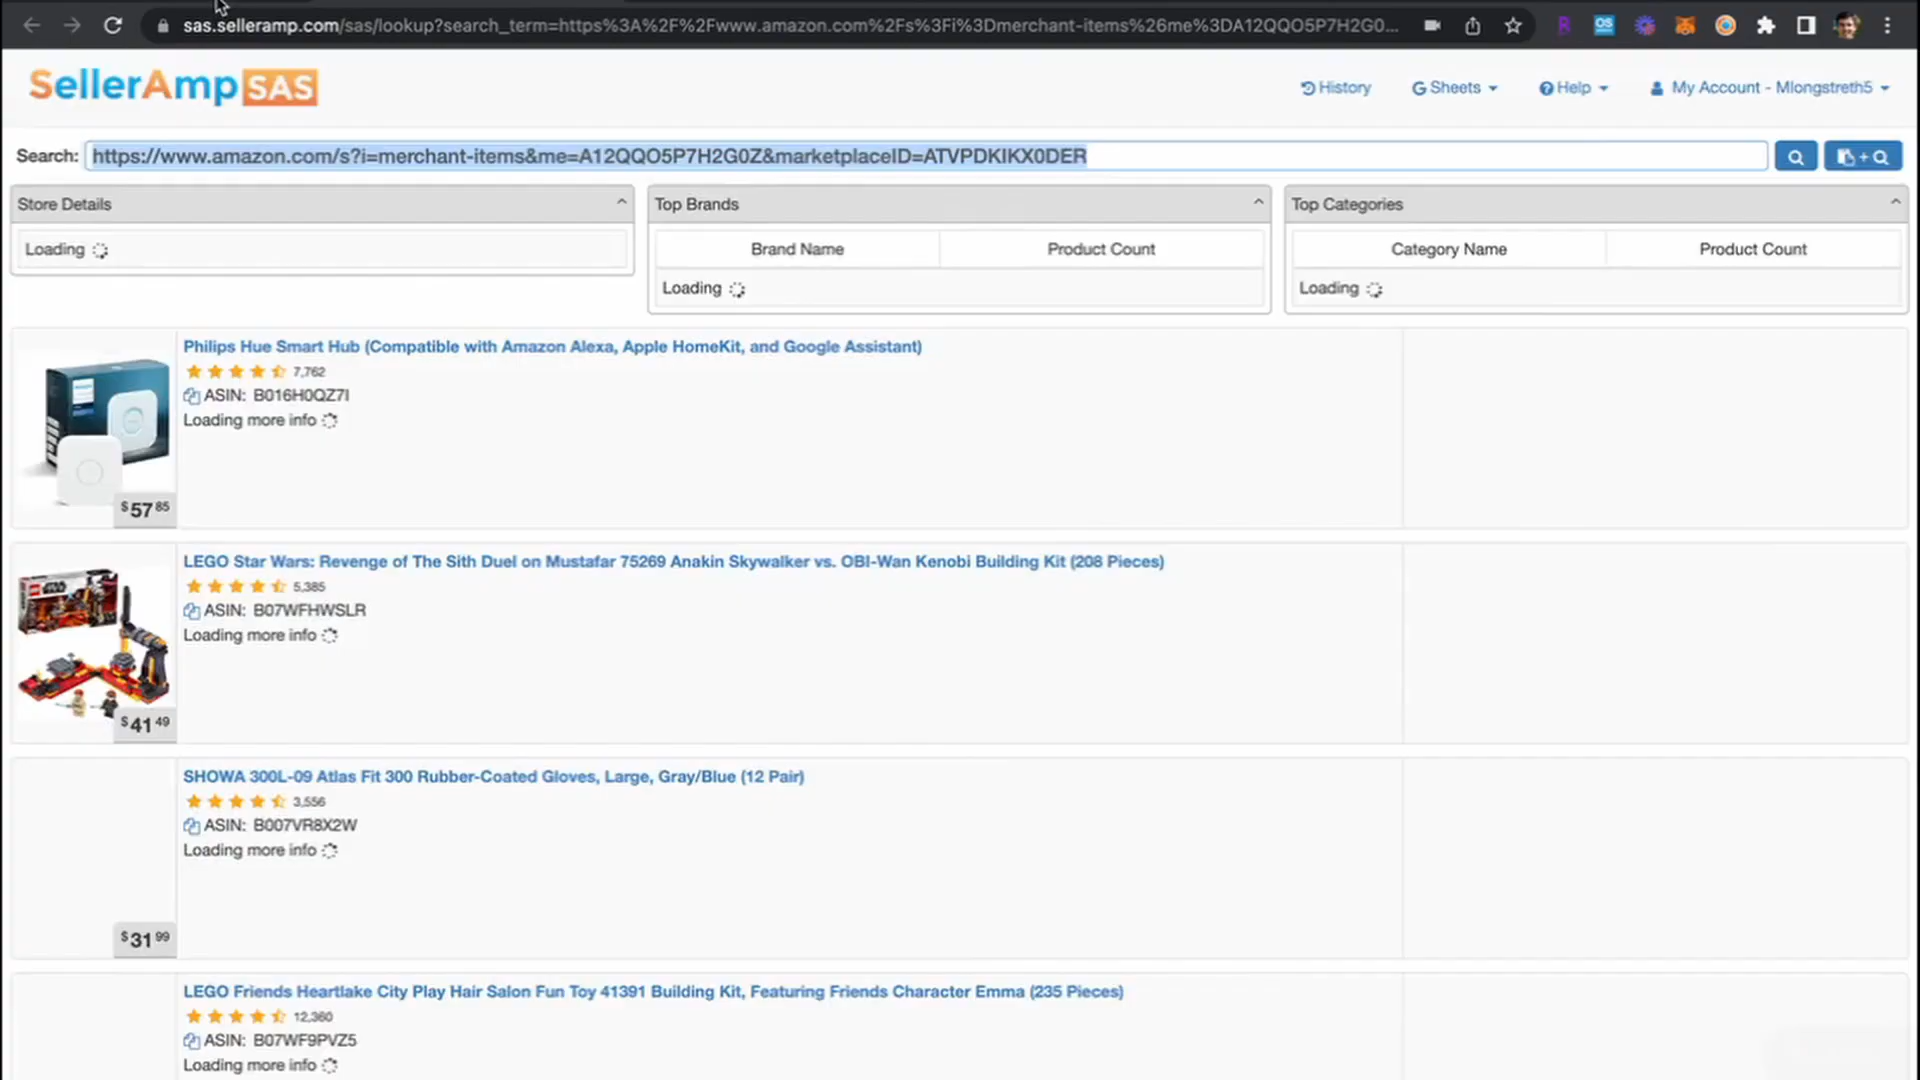 sas.selleramp.com/sas/lookup?search_term=https%3A%2F%2Fwww.amazon.com%2Fs%3Fi%3Dmerchant-items%26me%3DA12QQO5P7H2G0...
SellerAmp SAS
History
Sheets
Help
My Account - Mlongstreth5
Search: https://www.amazon.com/s?i=merchant-items&me=A12QQO5P7H2G0Z&marketplaceID=ATVPDKIKX0DER
Store Details
Top Brands
Top Categories
Loading
Brand Name
Product Count
Category Name
Product Count
Loading
Loading
Philips Hue Smart Hub (Compatible with Amazon Alexa, Apple HomeKit, and Google Assistant)
7,762
ASIN: B016H0QZ7I
Loading more info
$57 85
LEGO Star Wars: Revenge of The Sith Duel on Mustafar 75269 Anakin Skywalker vs. OBI-Wan Kenobi Building Kit (208 Pieces)
5,385
ASIN: B07WFHWSLR
Loading more info
$41 49
SHOWA 300L-09 Atlas Fit 300 Rubber-Coated Gloves, Large, Gray/Blue (12 Pair)
3,556
ASIN: B007VR8X2W
Loading more info
$31 99
LEGO Friends Heartlake City Play Hair Salon Fun Toy 41391 Building Kit, Featuring Friends Character Emma (235 Pieces)
12,360
ASIN: B07WF9PVZ5
Loading more info